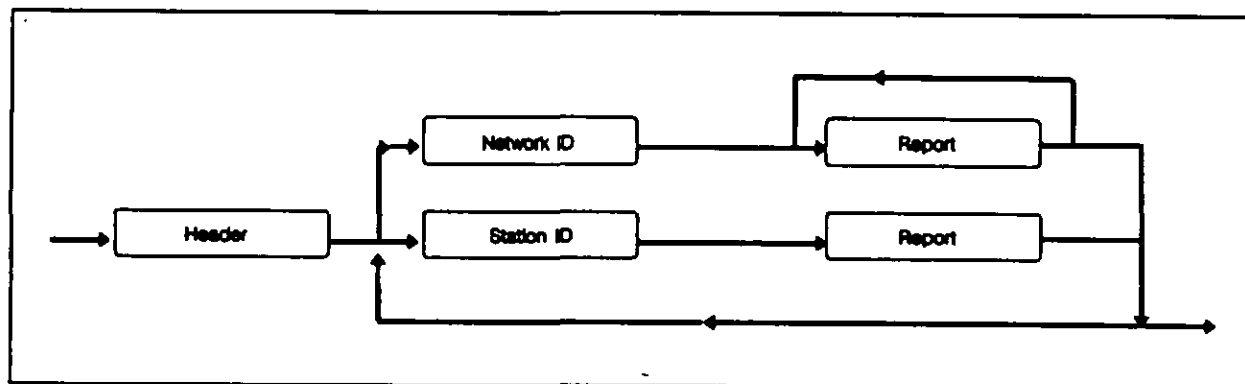 Network ID
Report
Header
Station ID
Report